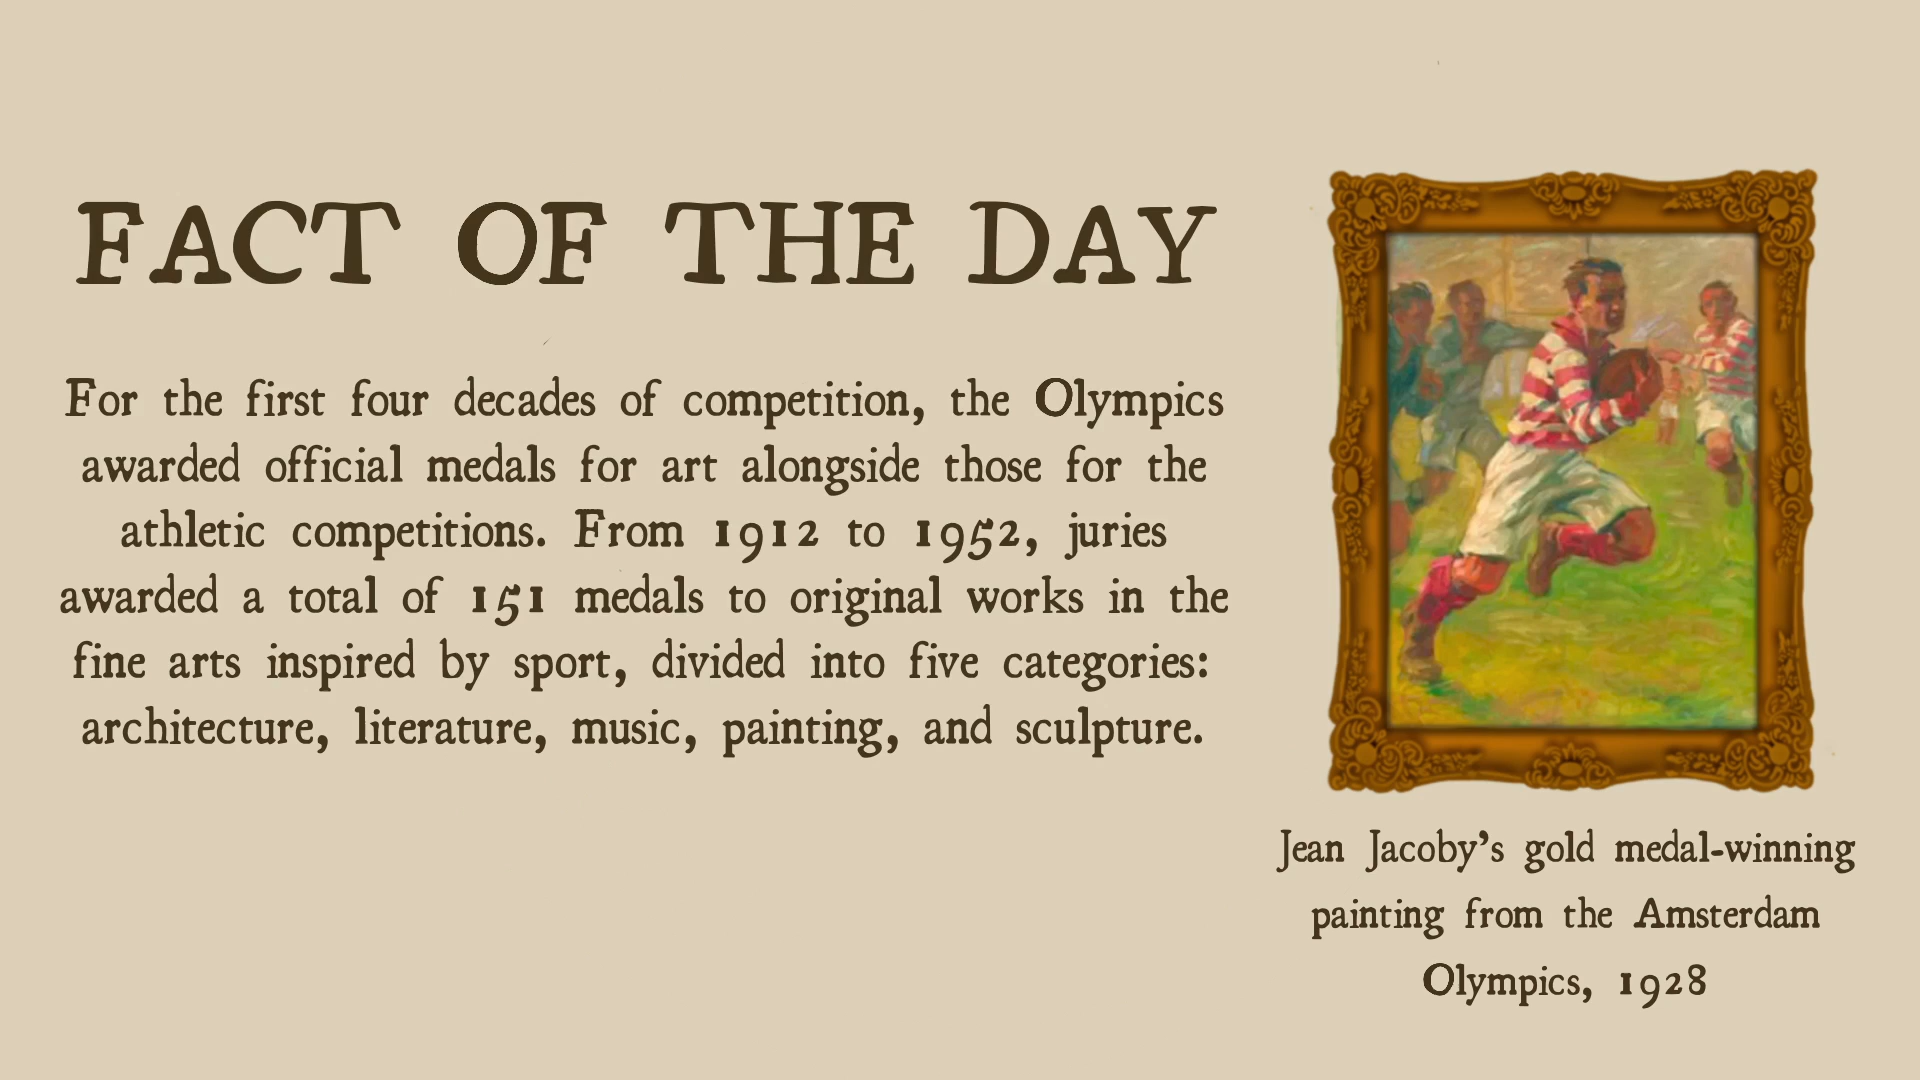 FACT OF THE DAY
For the first four decades of competition, the Olympics
awarded official medals for art alongside those for the
athletic competitions. From 1912 to 1952, juries
awarded a total of 151 medals to original works in the
fine arts inspired by sport, divided into five categories:
architecture, literature, music, painting, and sculpture.
Jean Jacoby's gold medal-winning
painting from the Amsterdam
Olympics, 1928